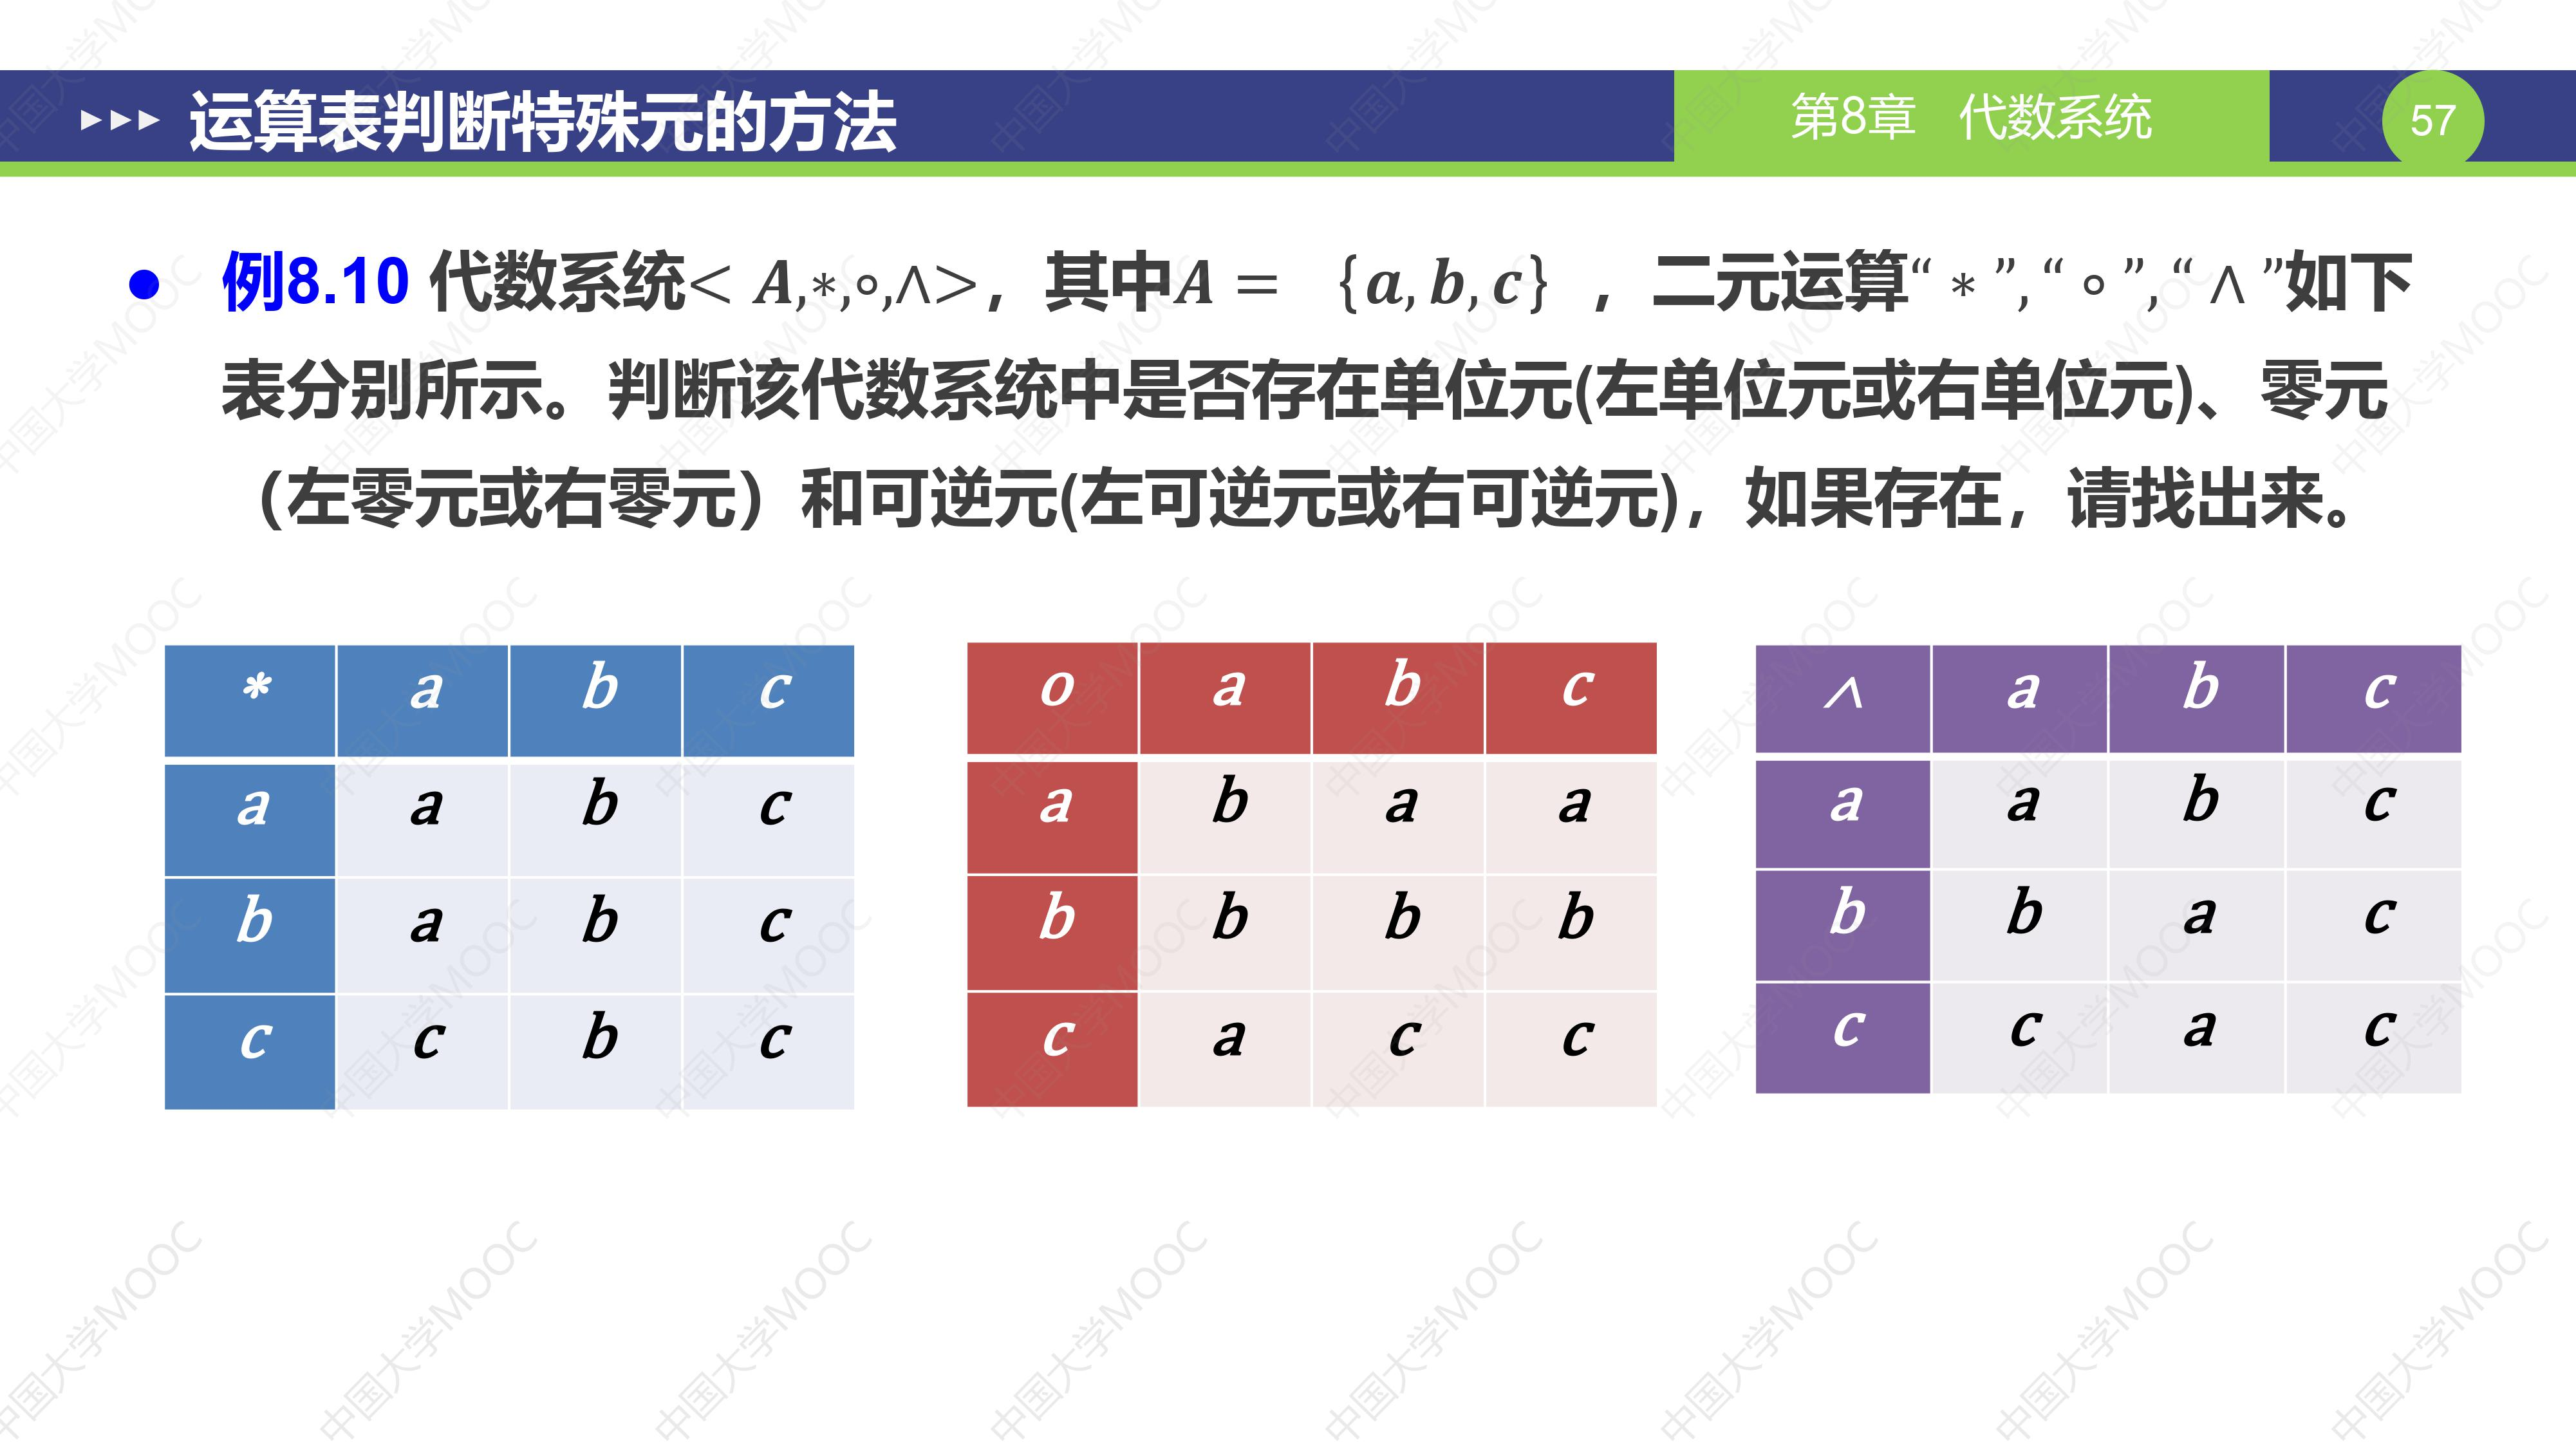 运算表判断特殊元的方法
第8章 代数系统
57
例8.10 代数系统< A,∗,∘,∧>，其中A = {a, b, c} ，二元运算“ ∗ ”, “ ∘ ”, “ ∧ ”如下
表分别所示。判断该代数系统中是否存在单位元(左单位元或右单位元)、零元
（左零元或右零元）和可逆元(左可逆元或右可逆元)，如果存在，请找出来。
* a b c
a a b c
b a b c
c c b c
o a b c
a b a a
b b b b
c a c c
∧ a b c
a a b c
b b a c
c c a c
中国大学MOOC